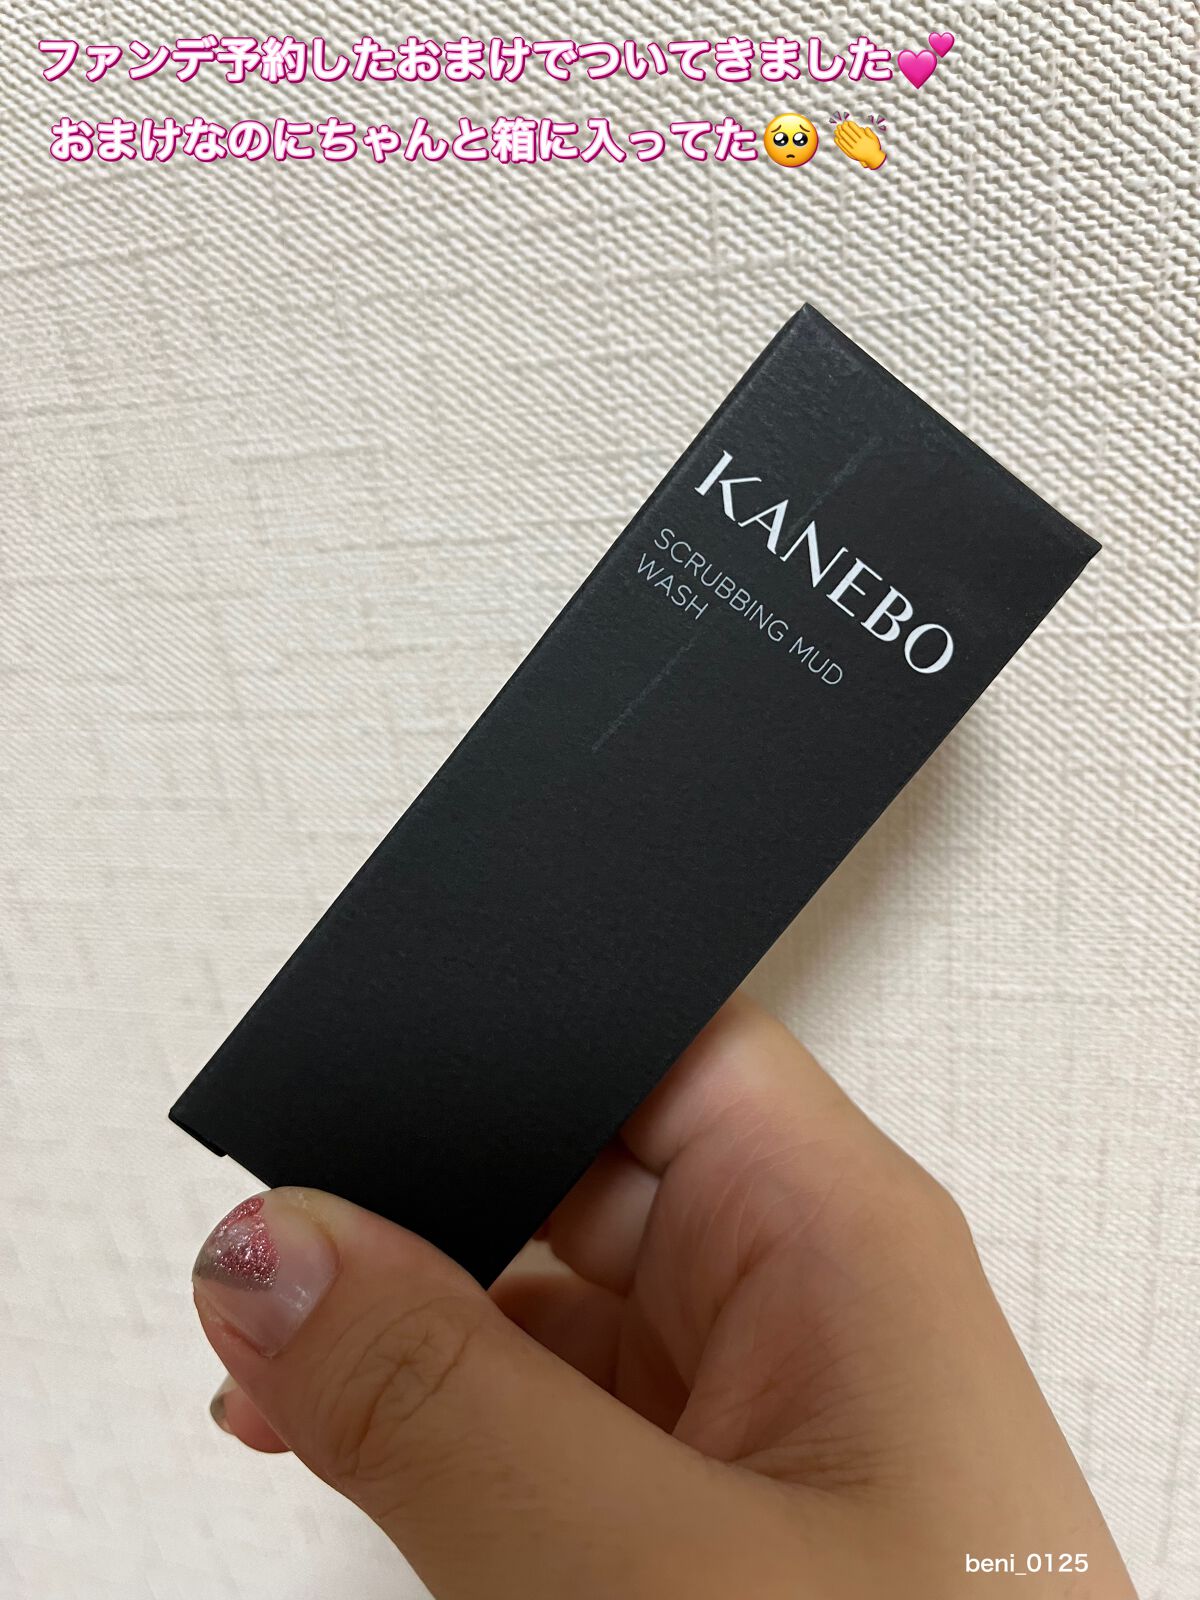 ファンデ予約したおまけでついてきました💕
おまけなのにちゃんと箱に入ってた🥺👏
KANEBO
SCRUBBING MUD
WASH
beni_0125